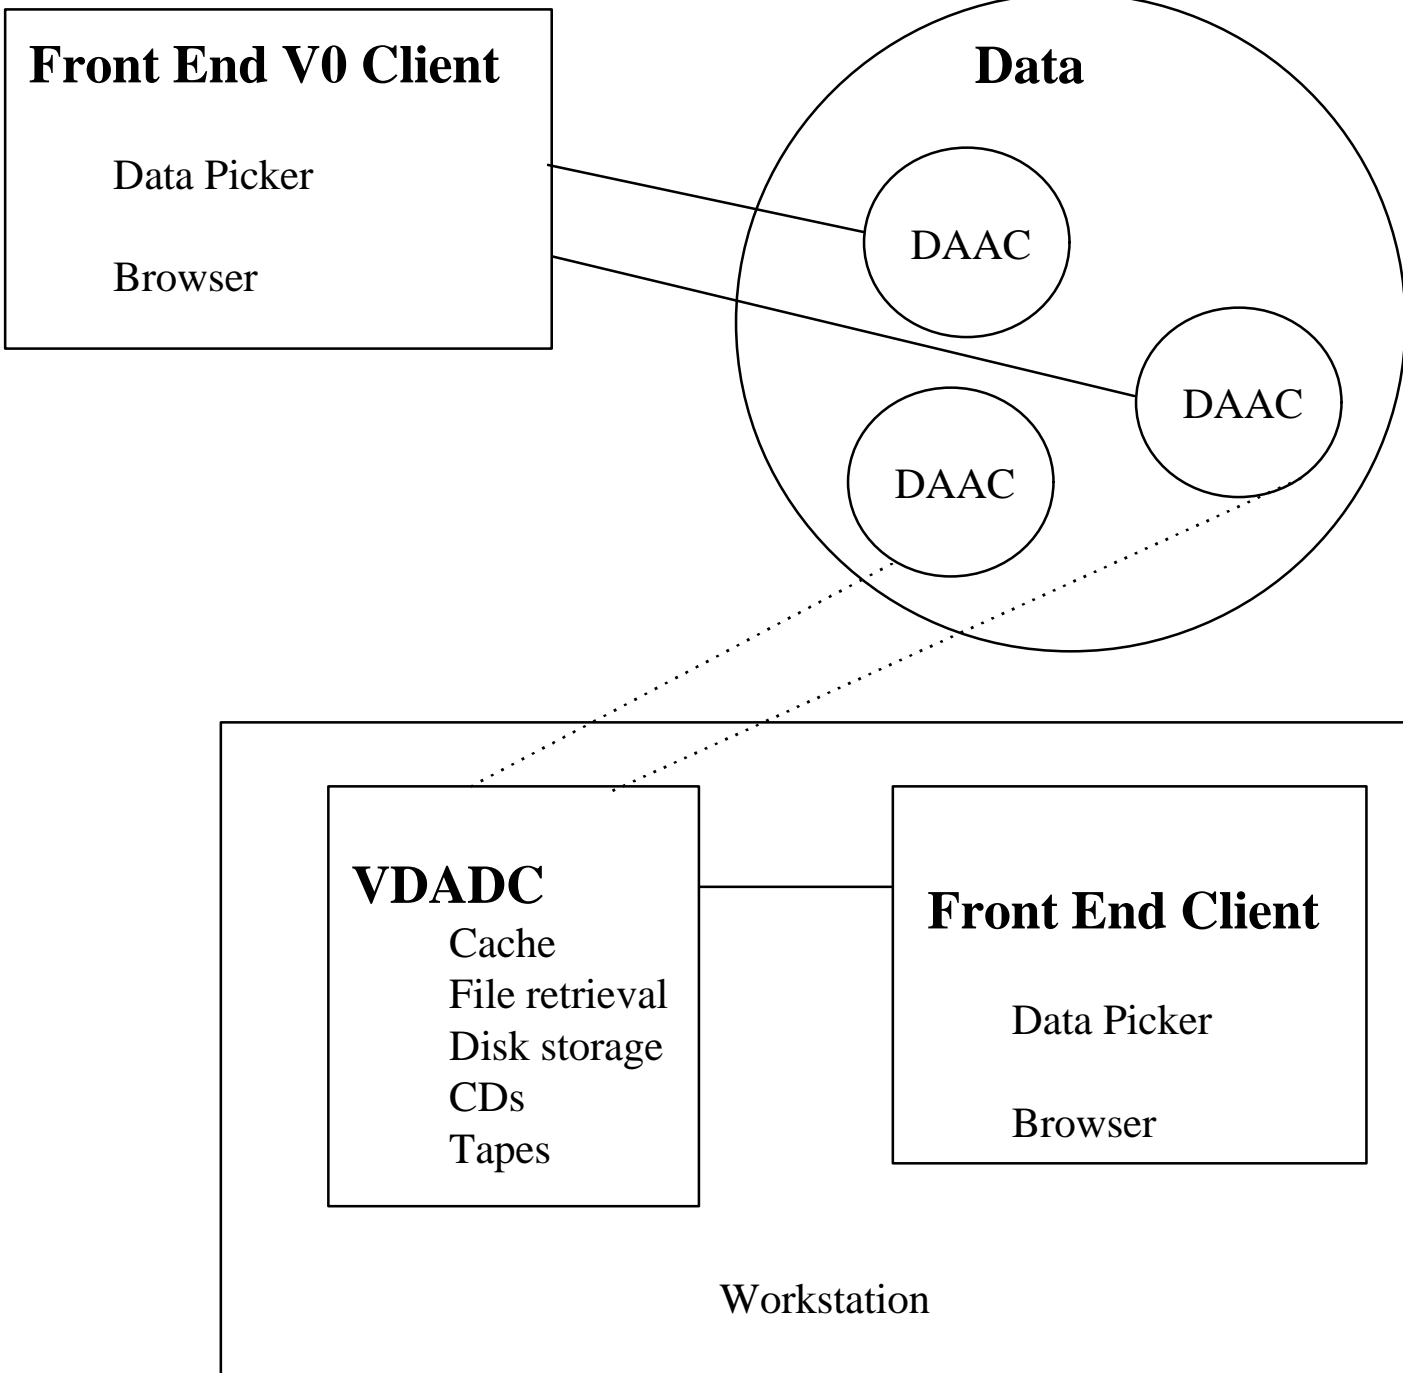 Front End V0 Client
Data Picker
Browser
Data
DAAC
DAAC
DAAC
VDADC
Cache
File retrieval
Disk storage
CDs
Tapes
Front End Client
Data Picker
Browser
Workstation